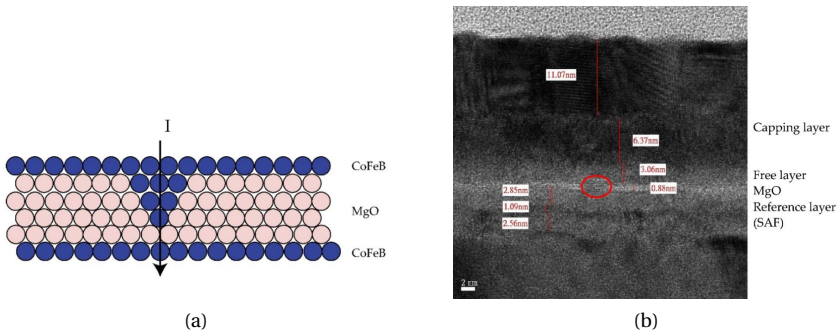 I
CoFeB
MgO
CoFeB
(a)
11.07nm
6.37nm
3.06nm
2.85nm
0.88nm
1.09nm
2.56nm
2 nm
Capping layer
Free layer
MgO
Reference layer
(SAF)
(b)